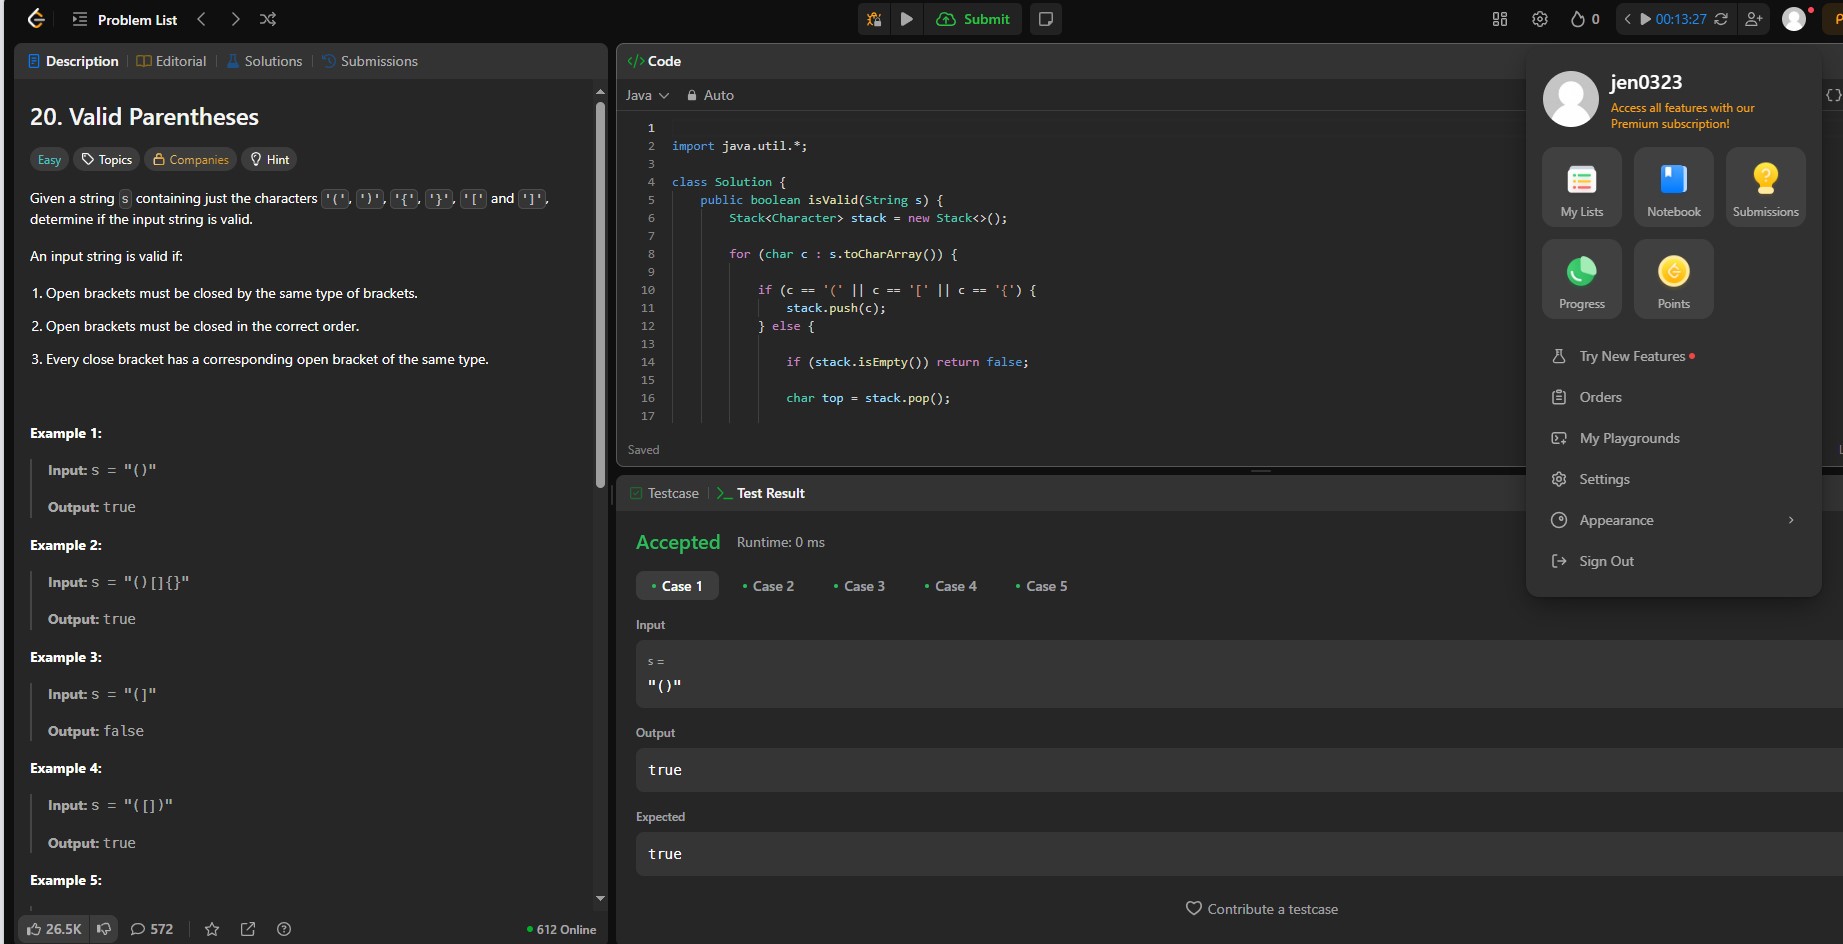 Problem List
Submit
0
00:13:27
Description
Editorial
Solutions
Submissions
20. Valid Parentheses
Easy
Topics
Companies
Hint
Given a string s containing just the characters '(', ')', '{', '}', '[' and ']',
determine if the input string is valid.
An input string is valid if:
1. Open brackets must be closed by the same type of brackets.
2. Open brackets must be closed in the correct order.
3. Every close bracket has a corresponding open bracket of the same type.
Example 1:
Input: s = "()"
Output: true
Example 2:
Input: s = "()[]{}"
Output: true
Example 3:
Input: s = "(]"
Output: false
Example 4:
Input: s = "([])"
Output: true
Example 5:
26.5K
572
612 Online
</> Code
Java
Auto
{}
1
2 import java.util.*;
3
4 class Solution {
5 public boolean isValid(String s) {
6 Stack<Character> stack = new Stack<>();
7
8 for (char c : s.toCharArray()) {
9
10 if (c == '(' || c == '[' || c == '{') {
11 stack.push(c);
12 } else {
13
14 if (stack.isEmpty()) return false;
15
16 char top = stack.pop();
17
Saved
Testcase
Test Result
Accepted Runtime: 0 ms
Case 1
Case 2
Case 3
Case 4
Case 5
Input
s =
"()"
Output
true
Expected
true
Contribute a testcase
jen0323
Access all features with our
Premium subscription!
My Lists
Notebook
Submissions
Progress
Points
Try New Features
Orders
My Playgrounds
Settings
Appearance
Sign Out